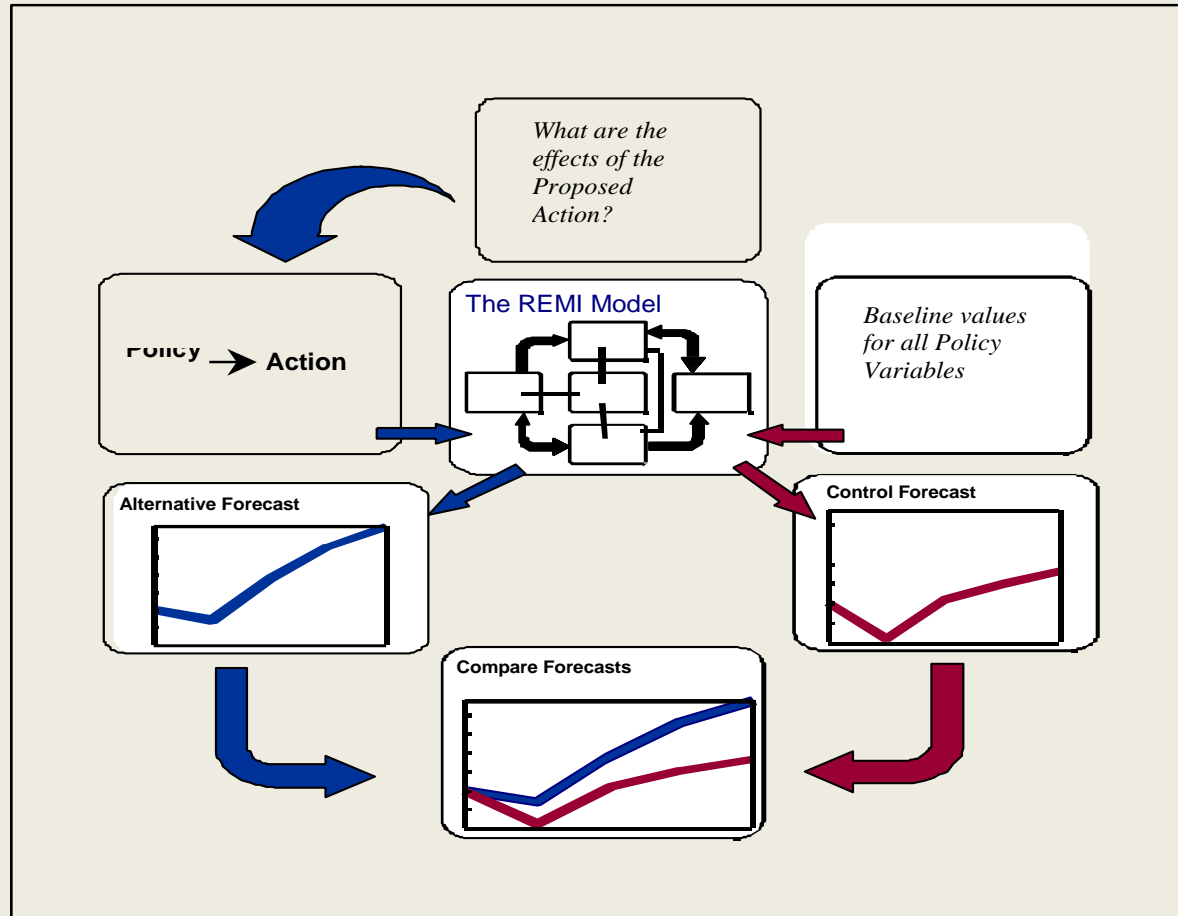 What are the
effects of the
Proposed
Action?
The REMI Model
Baseline values
for all Policy
Variables
Policy
Action
Alternative Forecast
Control Forecast
Compare Forecasts